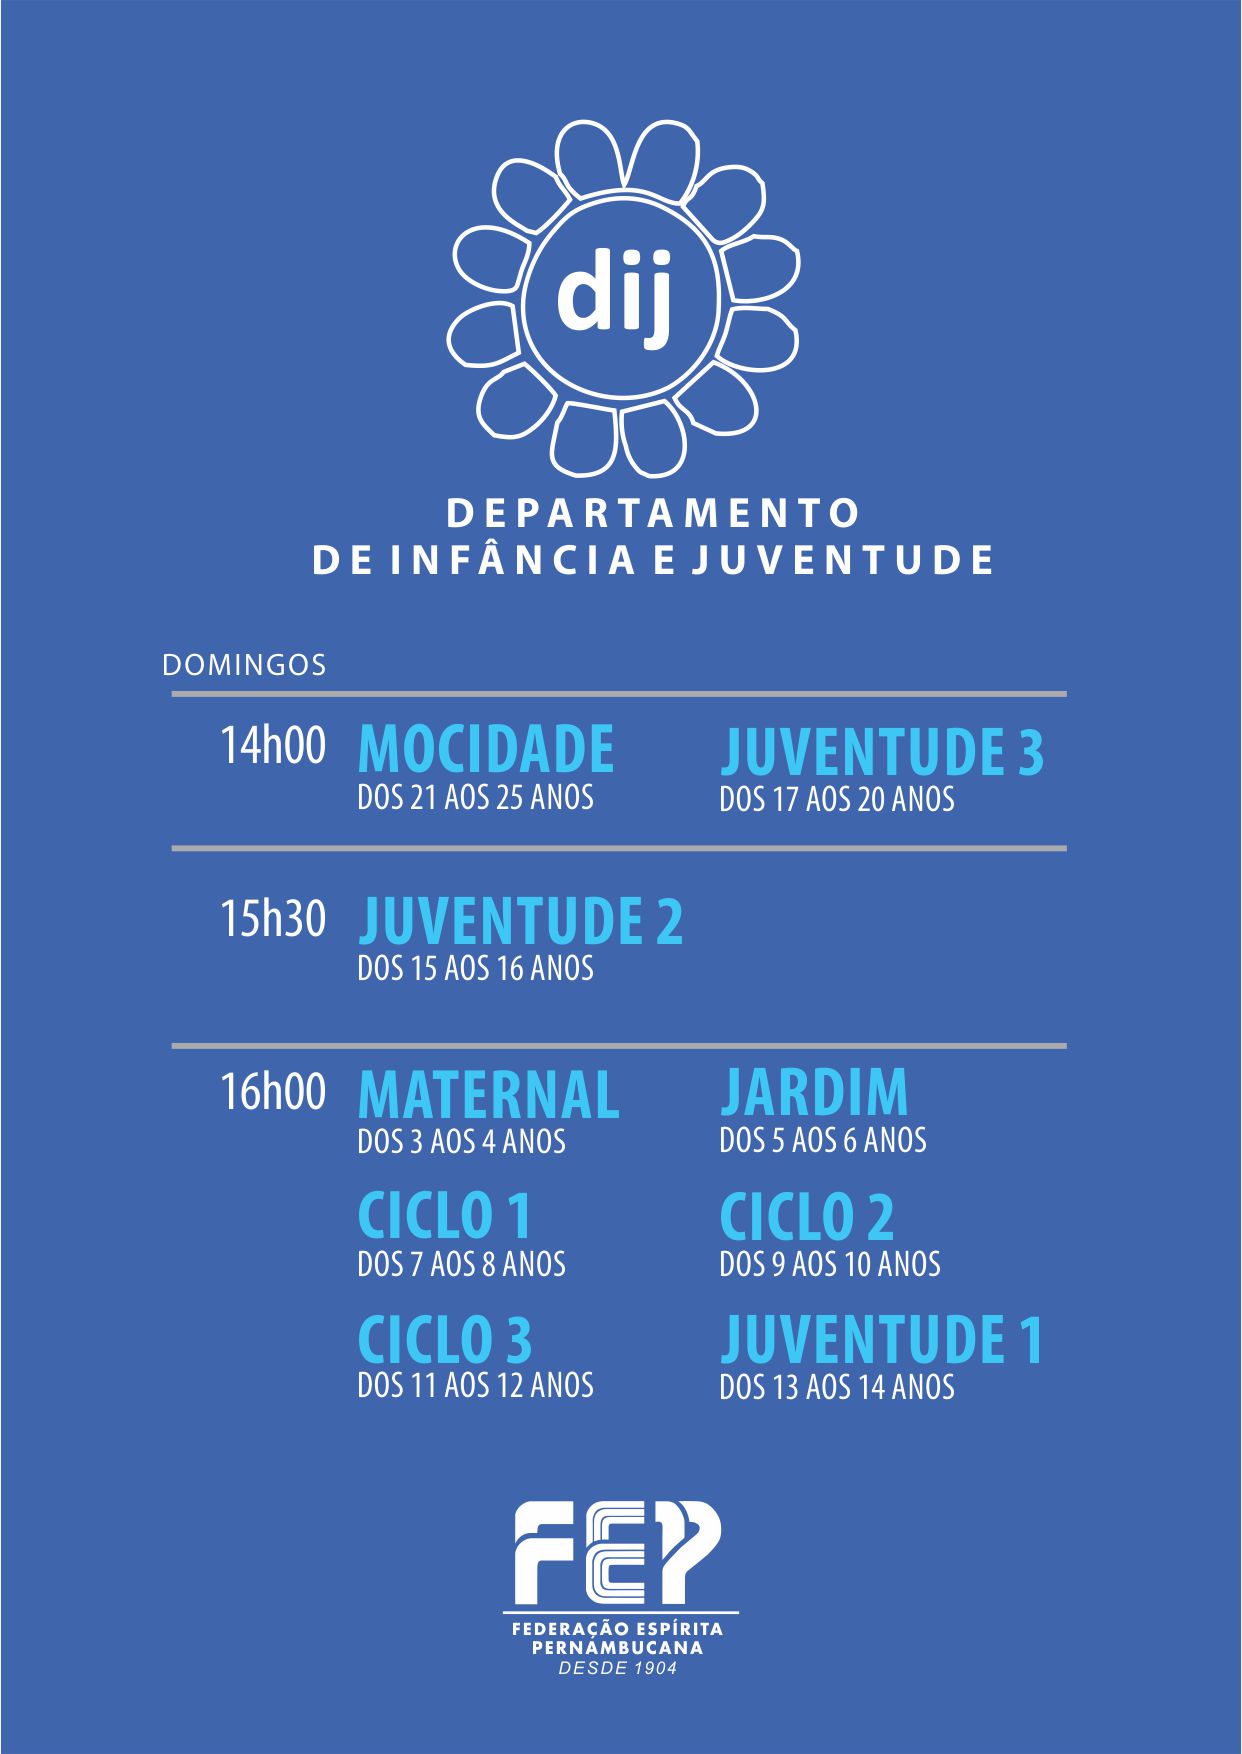 dij
DEPARTAMENTO
DE INFÂNCIA E JUVENTUDE
DOMINGOS
14h00 MOCIDADE JUVENTUDE 3
DOS 21 AOS 25 ANOS DOS 17 AOS 20 ANOS
15h30 JUVENTUDE 2
DOS 15 AOS 16 ANOS
16h00 MATERNAL JARDIM
DOS 3 AOS 4 ANOS DOS 5 AOS 6 ANOS
CICLO 1 CICLO 2
DOS 7 AOS 8 ANOS DOS 9 AOS 10 ANOS
CICLO 3 JUVENTUDE 1
DOS 11 AOS 12 ANOS DOS 13 AOS 14 ANOS
FEP
FEDERAÇÃO ESPÍRITA
PERNAMBUCANA
DESDE 1904